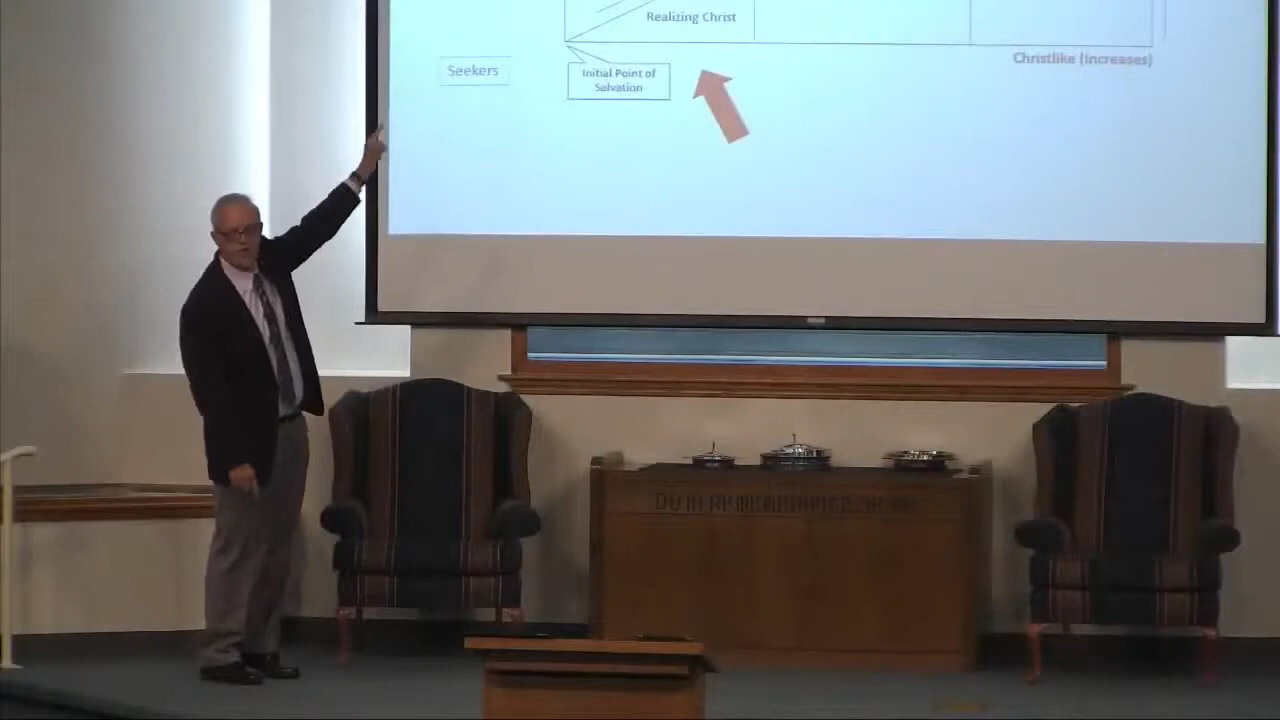 Realizing Christ
Christlike (Increases)
Seekers
Initial Point of
Salvation